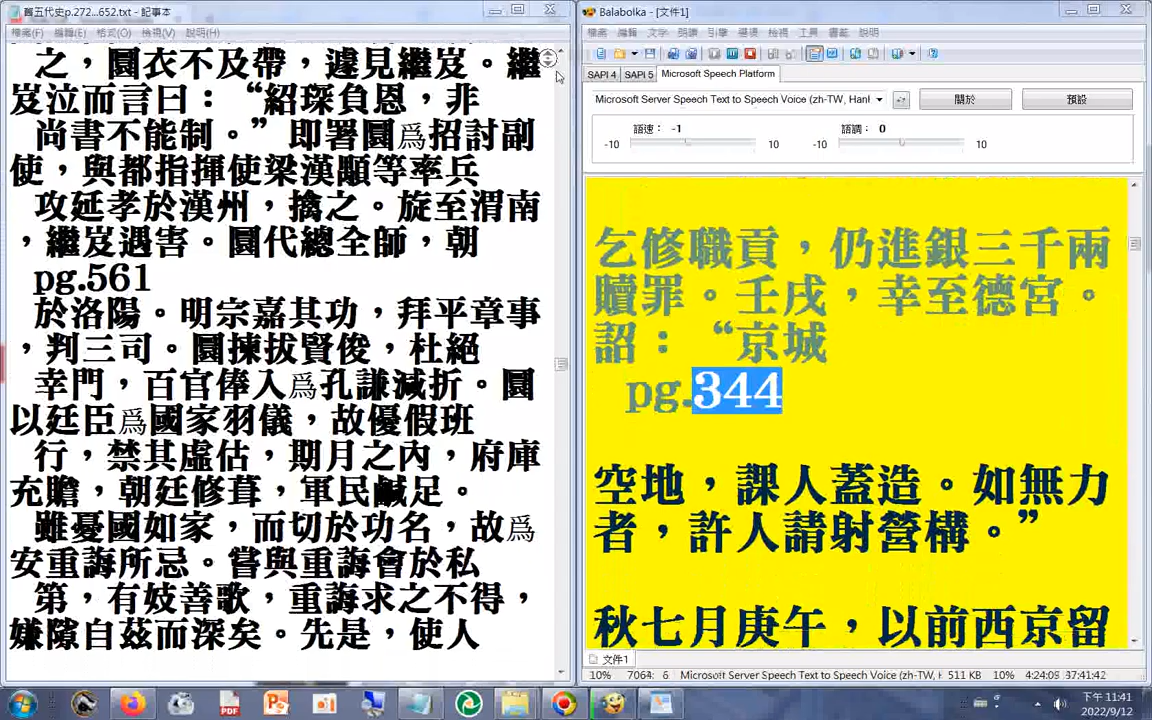 舊五代史p.272...652.txt - 記事本
檔案(F) 編輯(E) 格式(O) 檢視(V) 說明(H)
之，圜衣不及帶，遽見繼岌。繼
岌泣而言曰：“紹琛負恩，非
尚書不能制。”即署圜爲招討副
使，與都指揮使梁漢顒等率兵
攻延孝於漢州，擒之。旋至渭南
，繼岌遇害。圜代總全師，朝
pg.561
於洛陽。明宗嘉其功，拜平章事
，判三司。圜揀拔賢俊，杜絕
幸門，百官俸入爲孔謙減折。圜
以廷臣爲國家羽儀，故優假班
行，禁其虛估，期月之內，府庫
充贍，朝廷修葺，軍民鹹足。
雖憂國如家，而切於功名，故爲
安重誨所忌。嘗與重誨會於私
第，有妓善歌，重誨求之不得，
嫌隙自茲而深矣。先是，使人
Balabolka - [文件1]
檔案 編輯 文字 朗讀 引擎 選項 檢視 工具 書籤 說明
SAPI 4 SAPI 5 Microsoft Speech Platform
Microsoft Server Speech Text to Speech Voice (zh-TW, Hanl 關於 預設
語速： -1 語調： 0
-10 10 -10 10
乞修職貢，仍進銀三千兩
贖罪。壬戌，幸至德宮。
詔：“京城
pg.344
空地，課人蓋造。如無力
者，許人請射營構。”
秋七月庚午，以前西京留
文件1
10% 7064: 6 Microsoft Server Speech Text to Speech Voice (zh-TW, H 511 KB 10% 4:24:09 37:41:42
下午 11:41
2022/9/12